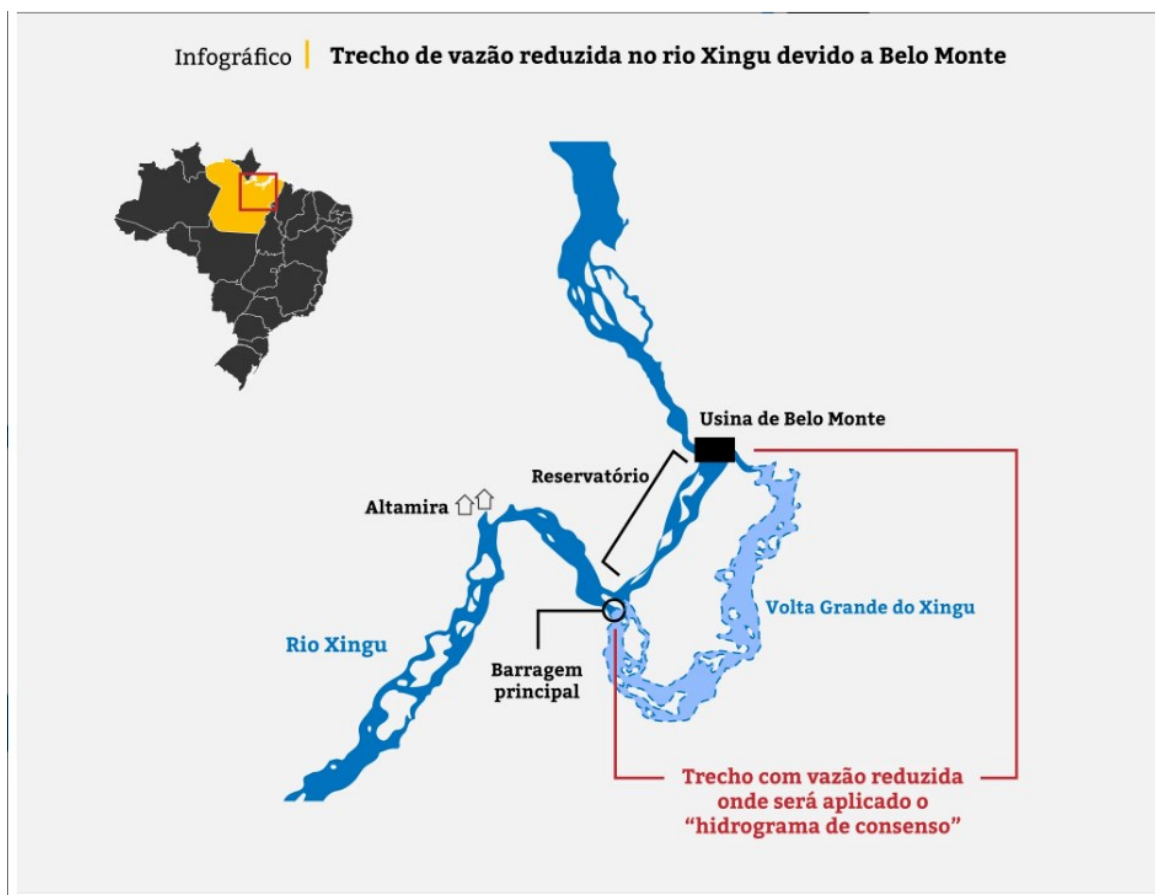 Infográfico | Trecho de vazão reduzida no rio Xingu devido a Belo Monte
Usina de Belo Monte
Reservatório
Altamira
Volta Grande do Xingu
Rio Xingu
Barragem
principal
Trecho com vazão reduzida
onde será aplicado o
“hidrograma de consenso”